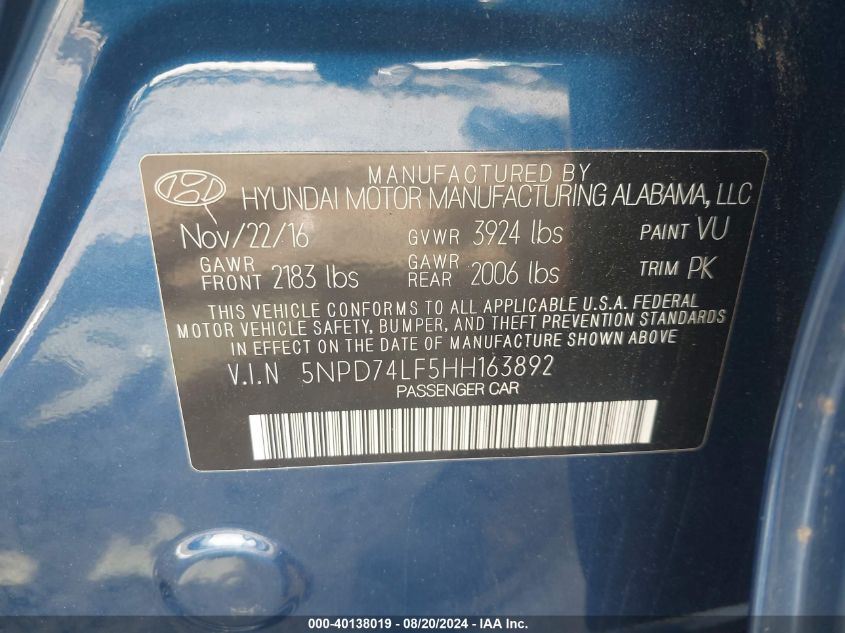 MANUFACTURED BY
HYUNDAI MOTOR MANUFACTURING ALABAMA, LLC
Nov/22/16 GVWR 3924 lbs PAINT VU
GAWR FRONT 2183 lbs GAWR REAR 2006 lbs TRIM PK
THIS VEHICLE CONFORMS TO ALL APPLICABLE U.S.A. FEDERAL
MOTOR VEHICLE SAFETY, BUMPER, AND THEFT PREVENTION STANDARDS
IN EFFECT ON THE DATE OF MANUFACTURE SHOWN ABOVE
V.I.N 5NPD74LF5HH163892
PASSENGER CAR
000-40138019 - 08/20/2024 - IAA Inc.